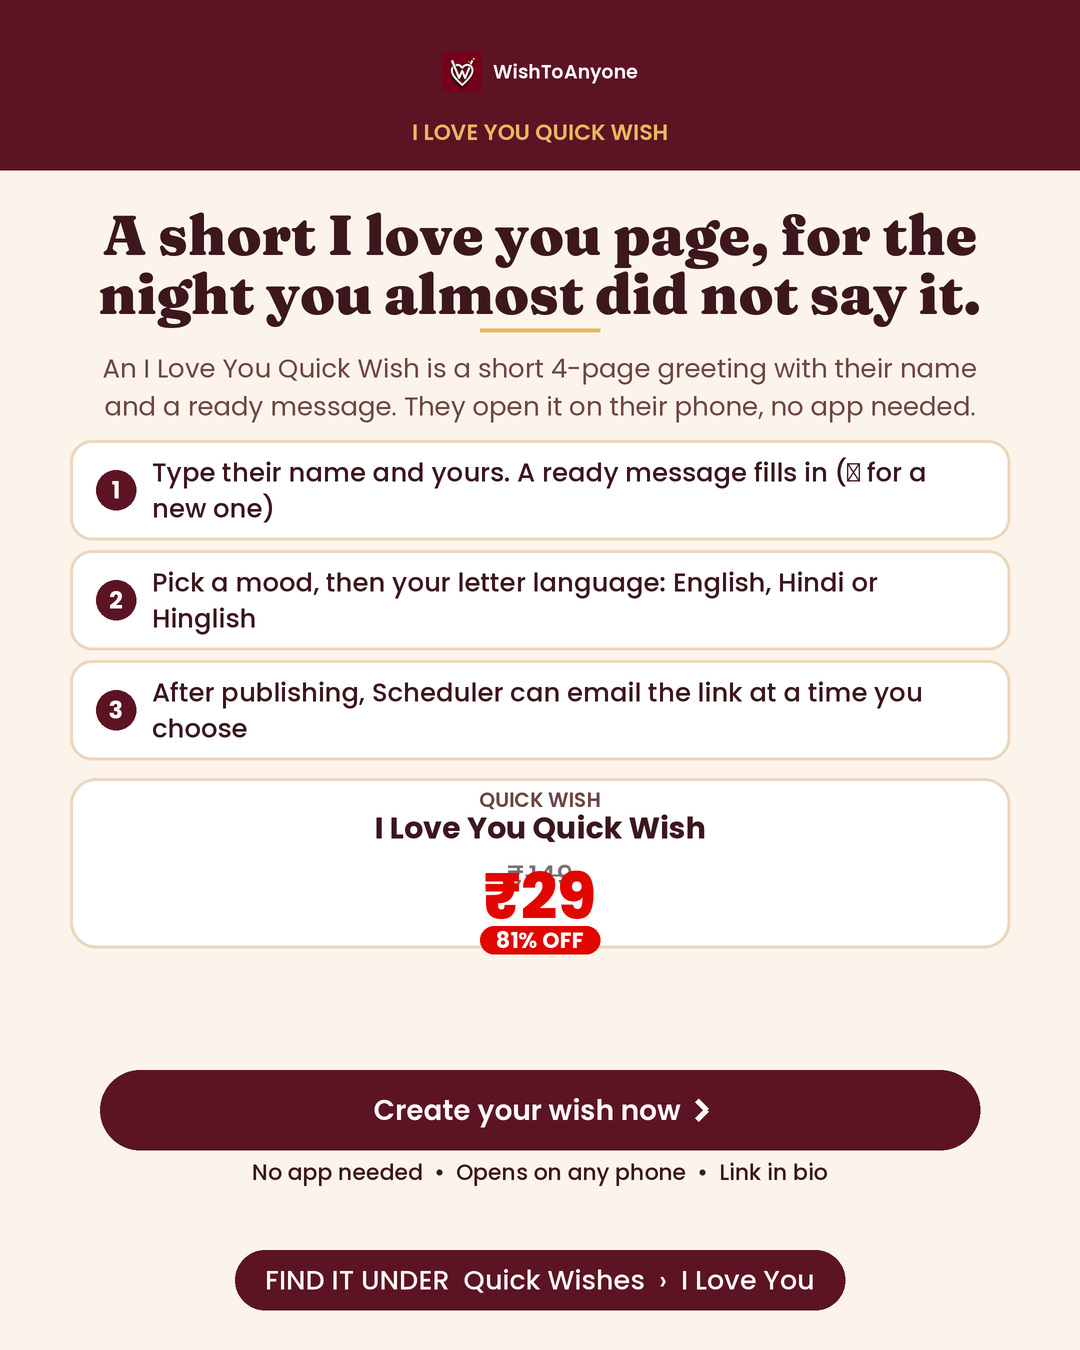 WishToAnyone
I LOVE YOU QUICK WISH
A short I love you page, for the
night you almost did not say it.
An I Love You Quick Wish is a short 4-page greeting with their name
and a ready message. They open it on their phone, no app needed.
1 Type their name and yours. A ready message fills in ( for a
new one)
2 Pick a mood, then your letter language: English, Hindi or
Hinglish
3 After publishing, Scheduler can email the link at a time you
choose
QUICK WISH
I Love You Quick Wish
₹149
₹29
81% OFF
Create your wish now ›
No app needed • Opens on any phone • Link in bio
FIND IT UNDER Quick Wishes › I Love You